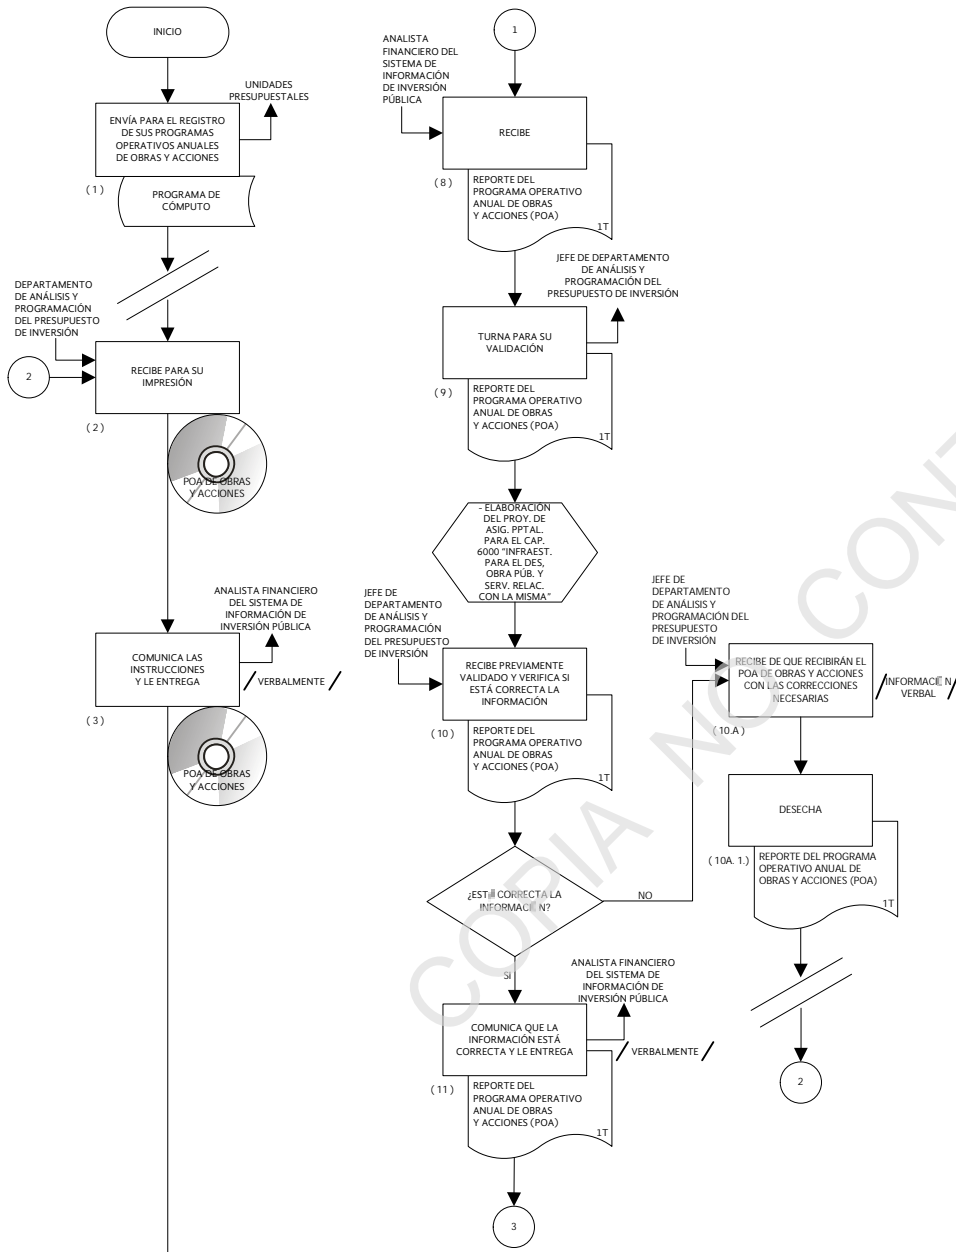 INICIO
UNIDADES
PRESUPUESTALES
ENVÍA PARA EL REGISTRO
DE SUS PROGRAMAS
OPERATIVOS ANUALES
DE OBRAS Y ACCIONES
( 1 )
PROGRAMA DE
CÓMPUTO
DEPARTAMENTO
DE ANÁLISIS Y
PROGRAMACIÓN
DEL PRESUPUESTO
DE INVERSIÓN
2
RECIBE PARA SU
IMPRESIÓN
( 2 )
POA DE OBRAS
Y ACCIONES
ANALISTA FINANCIERO
DEL SISTEMA DE
INFORMACIÓN DE
INVERSIÓN PÚBLICA
COMUNICA LAS
INSTRUCCIONES
Y LE ENTREGA
VERBALMENTE
( 3 )
POA DE OBRAS
Y ACCIONES
1
ANALISTA
FINANCIERO DEL
SISTEMA DE
INFORMACIÓN
DE INVERSIÓN
PÚBLICA
RECIBE
( 8 )
REPORTE DEL
PROGRAMA OPERATIVO
ANUAL DE OBRAS
Y ACCIONES (POA)
1T
JEFE DE DEPARTAMENTO
DE ANÁLISIS Y
PROGRAMACIÓN DEL
PRESUPUESTO DE INVERSIÓN
TURNA PARA SU
VALIDACIÓN
( 9 )
REPORTE DEL
PROGRAMA OPERATIVO
ANUAL DE OBRAS
Y ACCIONES (POA)
1T
- ELABORACIÓN
DEL PROY. DE
ASIG. PPTAL.
PARA EL CAP.
6000 "INFRAEST.
PARA EL DES,
OBRA PÚB. Y
SERV. RELAC.
CON LA MISMA"
JEFE DE
DEPARTAMENTO
DE ANÁLISIS Y
PROGRAMACIÓN
DEL PRESUPUESTO
DE INVERSIÓN
RECIBE PREVIAMENTE
VALIDADO Y VERIFICA SI
ESTÁ CORRECTA LA
INFORMACIÓN
( 10 )
REPORTE DEL
PROGRAMA OPERATIVO
ANUAL DE OBRAS
Y ACCIONES (POA)
1T
¿ESTÁ CORRECTA LA
INFORMACIÓN?
NO
SI
ANALISTA FINANCIERO
DEL SISTEMA DE
INFORMACIÓN DE
INVERSIÓN PÚBLICA
COMUNICA QUE LA
INFORMACIÓN ESTÁ
CORRECTA Y LE ENTREGA
VERBALMENTE
( 11 )
REPORTE DEL
PROGRAMA OPERATIVO
ANUAL DE OBRAS
Y ACCIONES (POA)
1T
3
JEFE DE
DEPARTAMENTO
DE ANÁLISIS Y
PROGRAMACIÓN DEL
PRESUPUESTO
DE INVERSIÓN
RECIBE DE QUE RECIBIRÁN EL
POA DE OBRAS Y ACCIONES
CON LAS CORRECCIONES
NECESARIAS
INFORMACIÓN
VERBAL
( 10.A )
DESECHA
( 10A. 1.)
REPORTE DEL PROGRAMA
OPERATIVO ANUAL DE
OBRAS Y ACCIONES (POA)
1T
2
COPIA NO